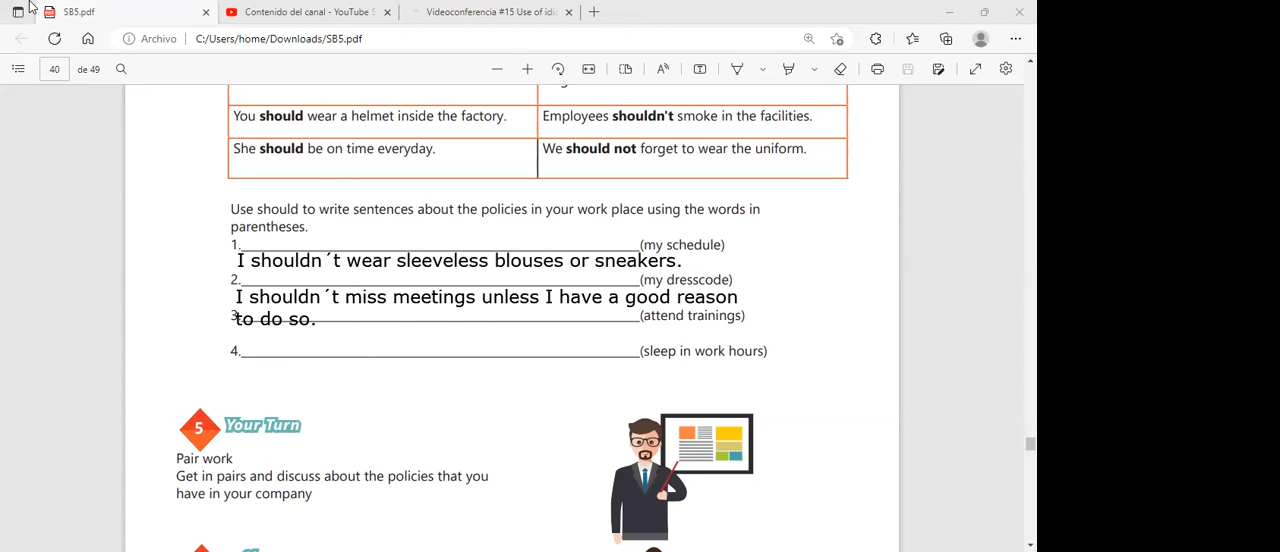 SB5.pdf
Contenido del canal - YouTube S
Videoconferencia #15 Use of idi
Archivo C:/Users/home/Downloads/SB5.pdf
40 de 49
You should wear a helmet inside the factory. Employees shouldn't smoke in the facilities.
She should be on time everyday. We should not forget to wear the uniform.
Use should to write sentences about the policies in your work place using the words in
parentheses.
1.__________(my schedule)
I shouldn´t wear sleeveless blouses or sneakers.
2.__________(my dresscode)
I shouldn´t miss meetings unless I have a good reason
3.__________(attend trainings)
to do so.
4.__________(sleep in work hours)
5 Your Turn
Pair work
Get in pairs and discuss about the policies that you
have in your company